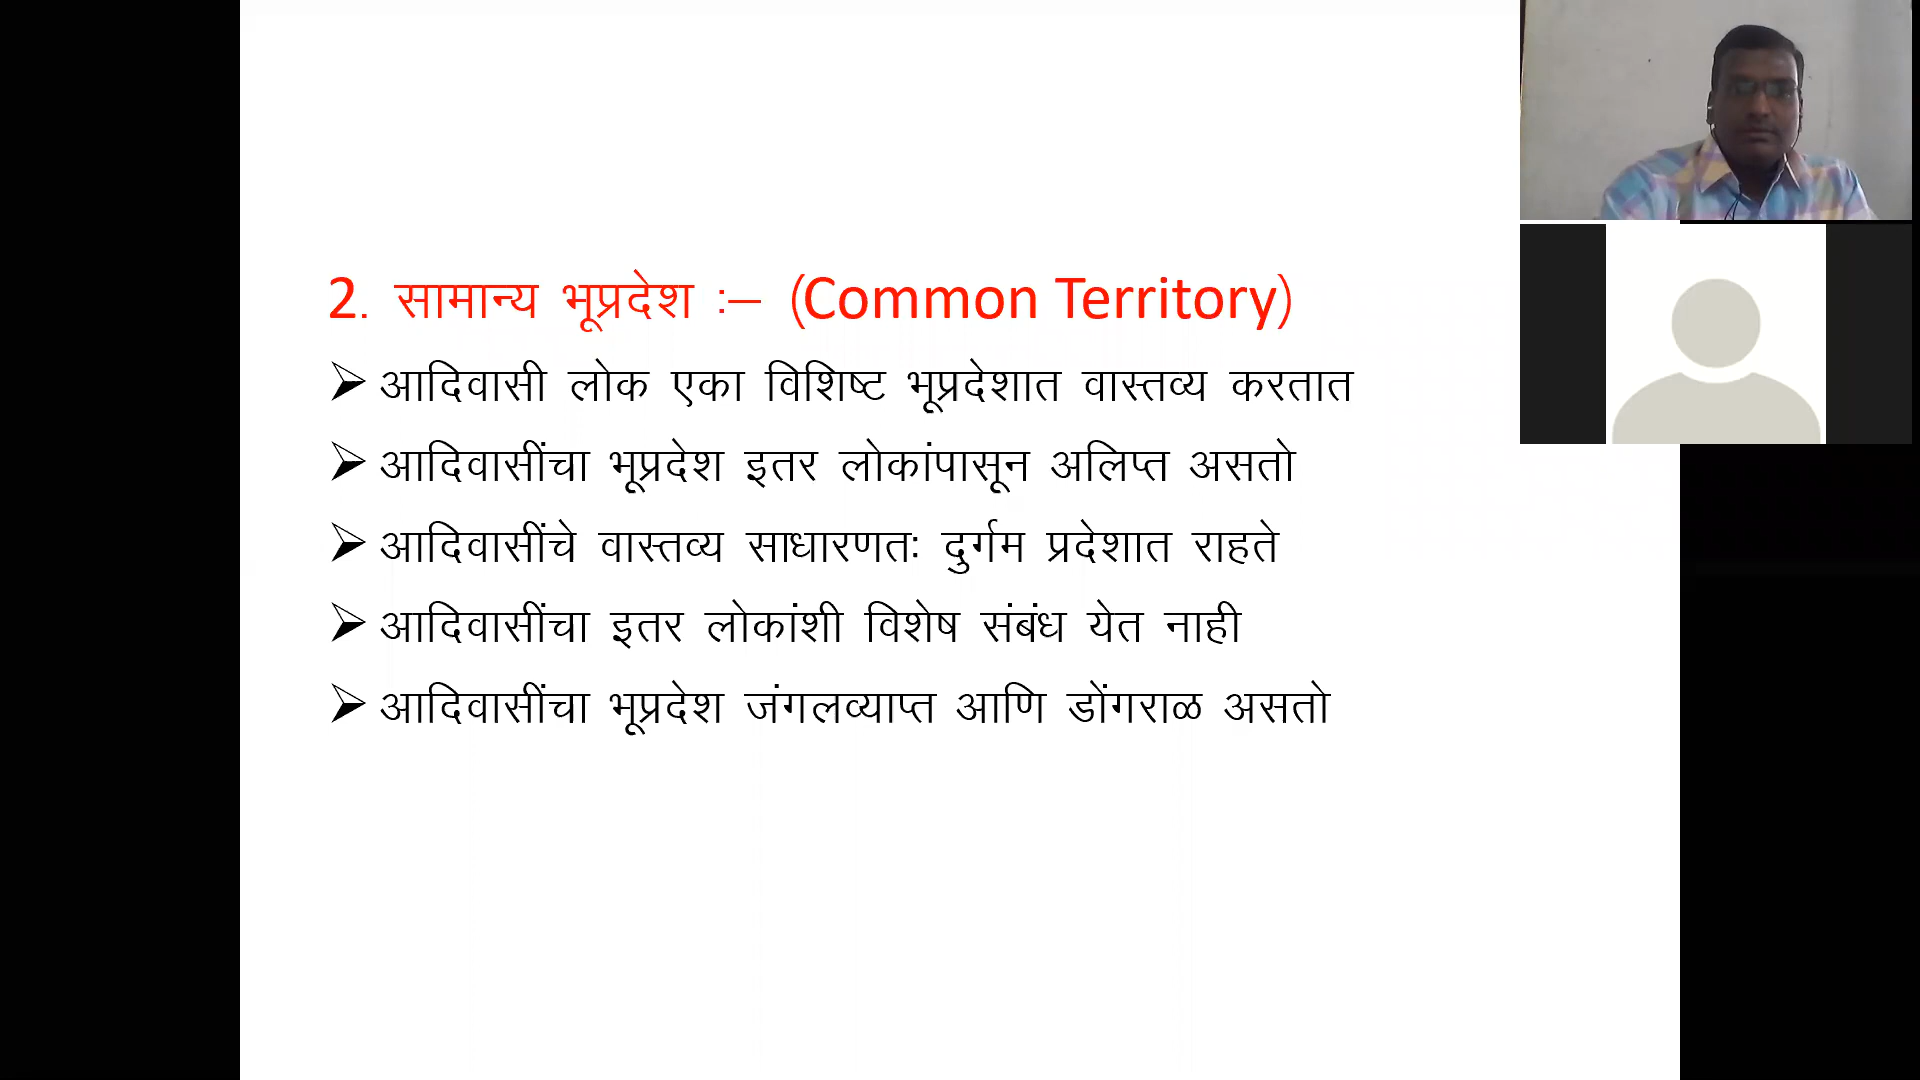 2. सामान्य भूप्रदेश :– (Common Territory)
➢ आदिवासी लोक एका विशिष्ट भूप्रदेशात वास्तव्य करतात
➢ आदिवासींचा भूप्रदेश इतर लोकांपासून अलिप्त असतो
➢ आदिवासींचे वास्तव्य साधारणतः दुर्गम प्रदेशात राहते
➢ आदिवासींचा इतर लोकांशी विशेष संबंध येत नाही
➢ आदिवासींचा भूप्रदेश जंगलव्याप्त आणि डोंगराळ असतो